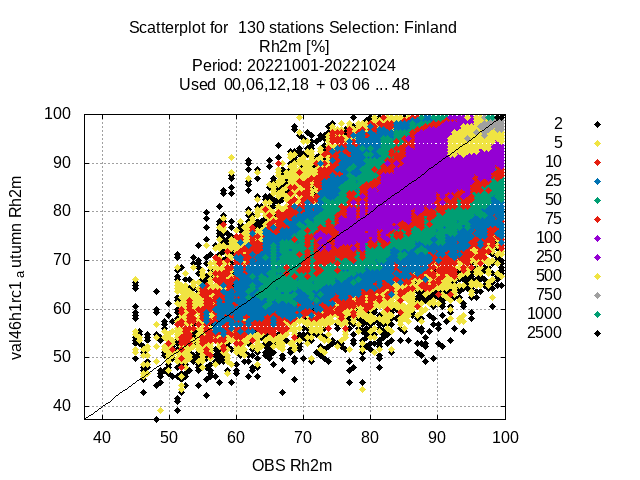 Scatterplot for 130 stations Selection: Finland
Rh2m [%]
Period: 20221001-20221024
Used 00,06,12,18 + 03 06 ... 48
100
90
80
70
60
50
40
40 50 60 70 80 90 100
val46h1rc1 a utumn Rh2m
OBS Rh2m
2
5
10
25
50
75
100
250
500
750
1000
2500